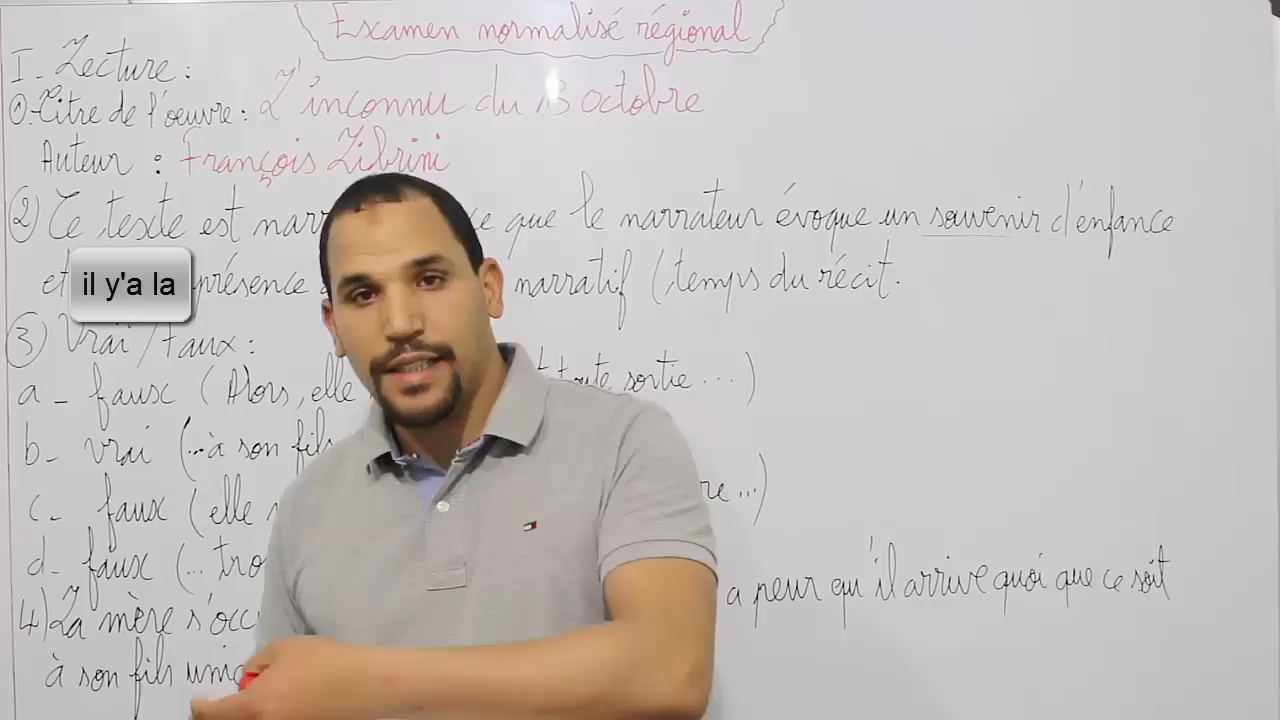 Examen normalisé régional
I - Lecture :
①-Titre de l'oeuvre : L'inconnu du 13 octobre
Auteur : François Librini
② Ce texte est narr ce que le narrateur évoque un souvenir d'enfance
et il y'a la présence narratif (temps du récit.
③ Vrai / Faux :
a - faux (Alors, elle toute sortie ...)
b - vrai (...à son fils
c - faux (elle re ...)
d - faux (... tro
4) La mère s'occ a peur qu'il arrive quoi que ce soit
à son fils uniq